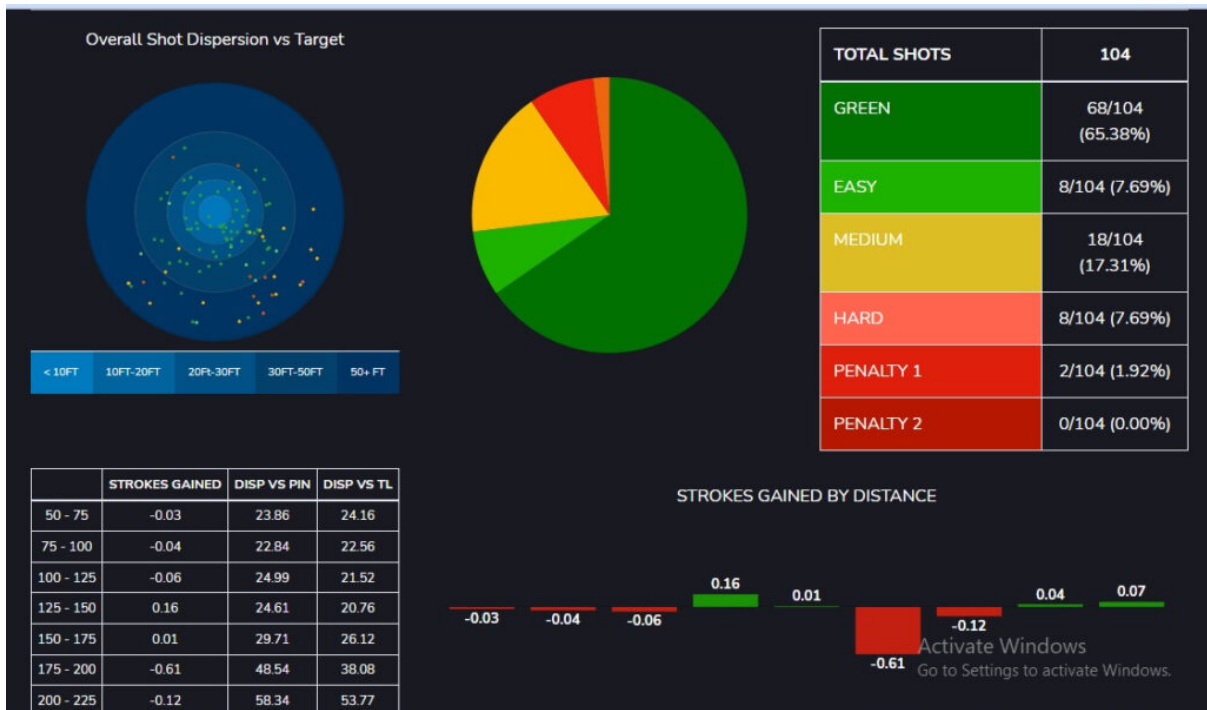 Overall Shot Dispersion vs Target
< 10FT 10FT-20FT 20Ft-30FT 30FT-50FT 50+ FT
TOTAL SHOTS 104
GREEN 68/104
(65.38%)
EASY 8/104 (7.69%)
MEDIUM 18/104
(17.31%)
HARD 8/104 (7.69%)
PENALTY 1 2/104 (1.92%)
PENALTY 2 0/104 (0.00%)
STROKES GAINED DISP VS PIN DISP VS TL
50 - 75 -0.03 23.86 24.16
75 - 100 -0.04 22.84 22.56
100 - 125 -0.06 24.99 21.52
125 - 150 0.16 24.61 20.76
150 - 175 0.01 29.71 26.12
175 - 200 -0.61 48.54 38.08
200 - 225 -0.12 58.34 53.77
STROKES GAINED BY DISTANCE
-0.03 -0.04 -0.06 0.16 0.01 -0.61 -0.12 0.04 0.07
Activate Windows
Go to Settings to activate Windows.